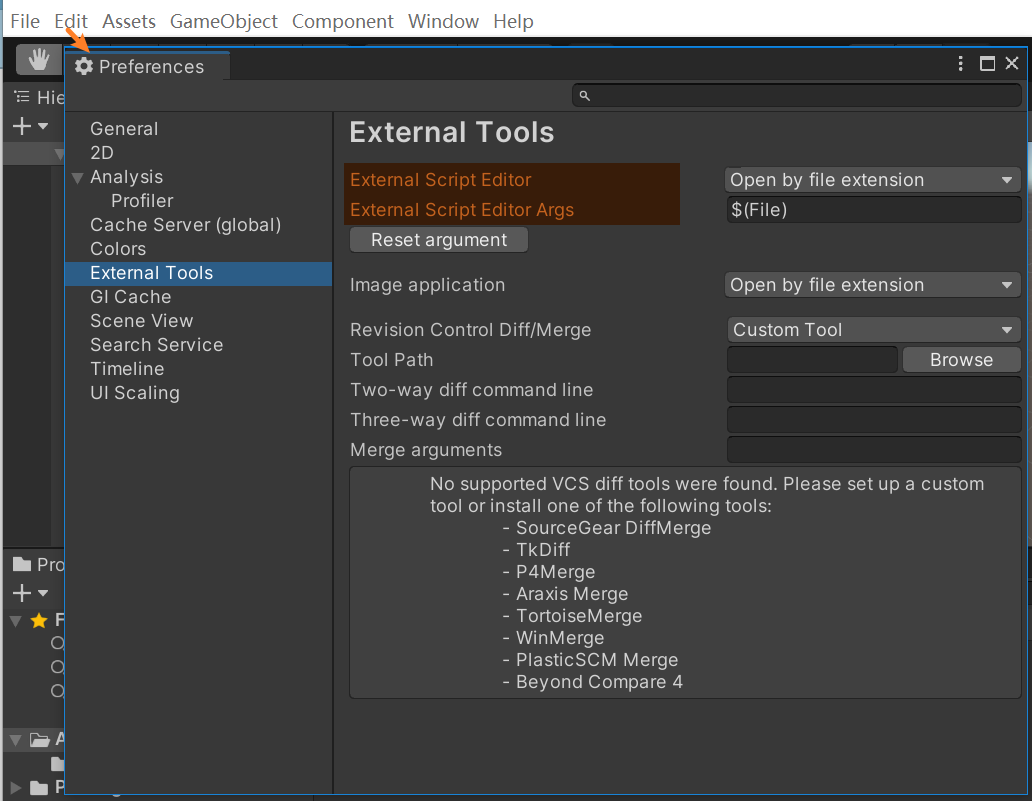 File Edit Assets GameObject Component Window Help
Preferences
Hie
General
2D
Analysis
Profiler
Cache Server (global)
Colors
External Tools
GI Cache
Scene View
Search Service
Timeline
UI Scaling
External Tools
External Script Editor Open by file extension
External Script Editor Args $(File)
Reset argument
Image application Open by file extension
Revision Control Diff/Merge Custom Tool
Tool Path Browse
Two-way diff command line
Three-way diff command line
Merge arguments
No supported VCS diff tools were found. Please set up a custom
tool or install one of the following tools:
- SourceGear DiffMerge
- TkDiff
- P4Merge
- Araxis Merge
- TortoiseMerge
- WinMerge
- PlasticSCM Merge
- Beyond Compare 4
Pro
F
A
P